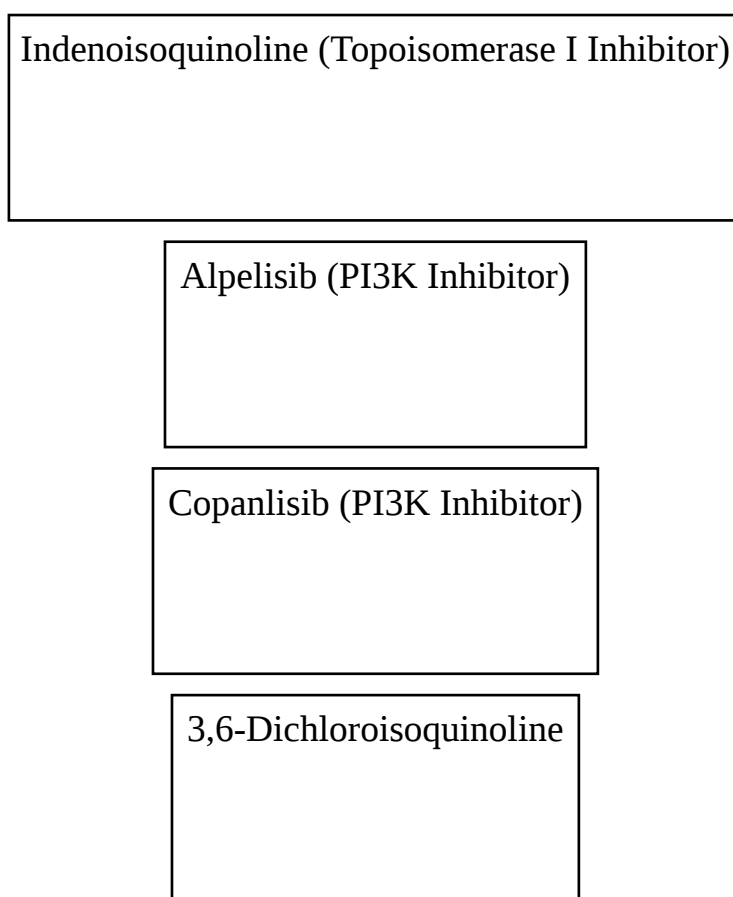 Indenoisoquinoline (Topoisomerase I Inhibitor)
Alpelisib (PI3K Inhibitor)
Copanlisib (PI3K Inhibitor)
3,6-Dichloroisoquinoline